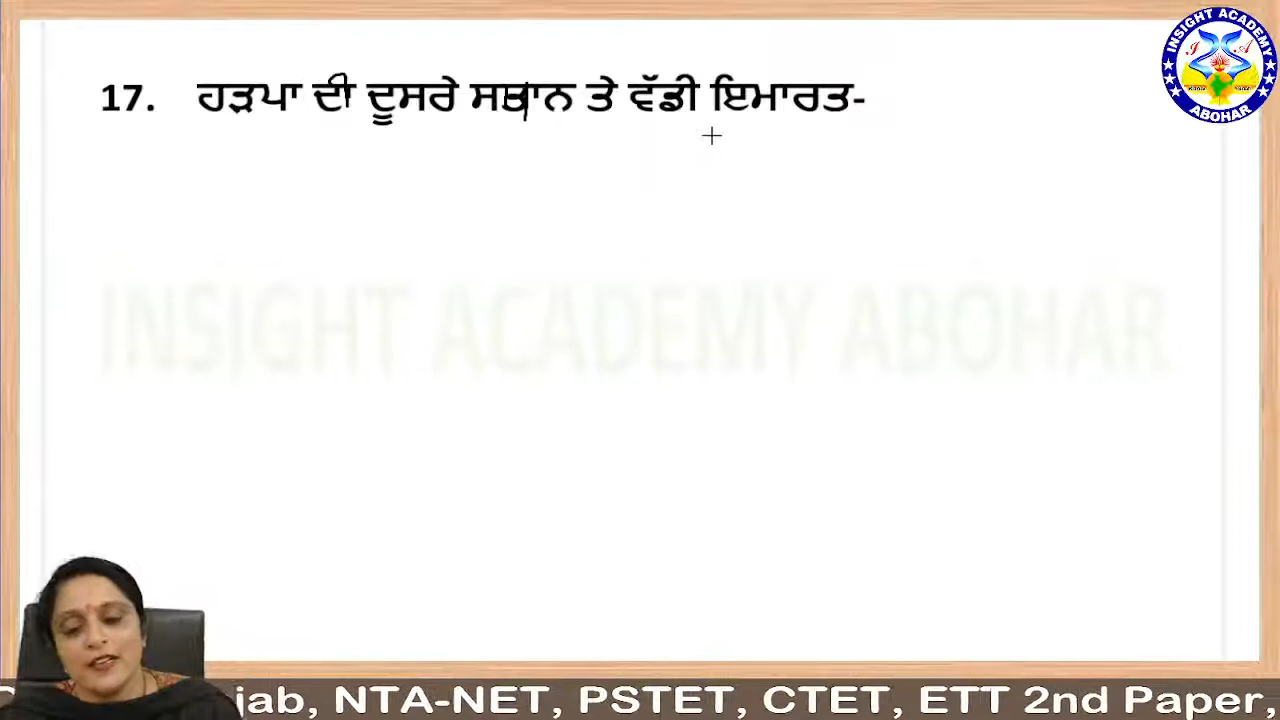 INSIGHT ACADEMY
I A
ABOHAR
17. ਹੜਪਾ ਦੀ ਦੂਸਰੇ ਸਥਾਨ ਤੇ ਵੱਡੀ ਇਮਾਰਤ-
INSIGHT ACADEMY ABOHAR
jab, NTA-NET, PSTET, CTET, ETT 2nd Paper,